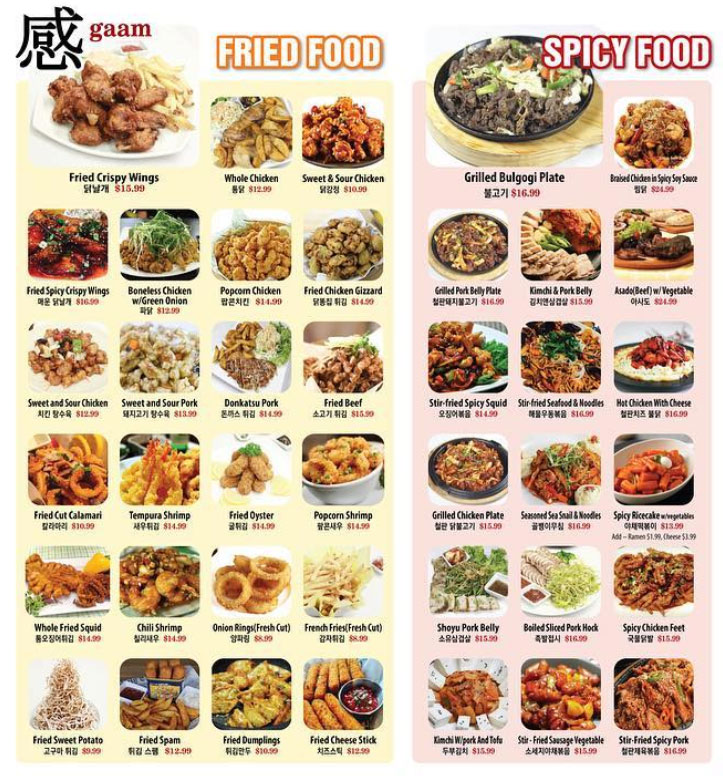 感 gaam
FRIED FOOD
Fried Crispy Wings
닭날개 $15.99
Whole Chicken
통닭 $12.99
Sweet & Sour Chicken
닭강정 $10.99
Fried Spicy Crispy Wings
매운 닭날개 $16.99
Boneless Chicken
w/Green Onion
파닭 $12.99
Popcorn Chicken
팝콘치킨 $14.99
Fried Chicken Gizzard
닭똥집 튀김 $14.99
Sweet and Sour Chicken
치킨 탕수육 $12.99
Sweet and Sour Pork
돼지고기 탕수육 $13.99
Donkatsu Pork
돈까스 튀김 $14.99
Fried Beef
소고기 튀김 $15.99
Fried Cut Calamari
칼라마리 $10.99
Tempura Shrimp
새우튀김 $14.99
Fried Oyster
굴튀김 $14.99
Popcorn Shrimp
팝콘새우 $14.99
Whole Fried Squid
통오징어튀김 $14.99
Chili Shrimp
칠리새우 $14.99
Onion Rings(Fresh Cut)
양파링 $8.99
French Fries(Fresh Cut)
감자튀김 $8.99
Fried Sweet Potato
고구마 튀김 $9.99
Fried Spam
튀김 스팸 $12.99
Fried Dumplings
튀김만두 $10.99
Fried Cheese Stick
치즈스틱 $12.99
SPICY FOOD
Grilled Bulgogi Plate
불고기 $16.99
Braised Chicken in Spicy Soy Sauce
찜닭 $24.99
Grilled Pork Belly Plate
철판돼지불고기 $16.99
Kimchi & Pork Belly
김치앤삼겹살 $15.99
Asado(Beef) w/ Vegetable
아사도 $24.99
Stir-fried Spicy Squid
오징어볶음 $14.99
Stir-fried Seafood & Noodles
해물우동볶음 $16.99
Hot Chicken With Cheese
철판치즈 불닭 $16.99
Grilled Chicken Plate
철판 닭불고기 $15.99
Seasoned Sea Snail & Noodles
골뱅이무침 $16.99
Spicy Ricecake w/vegetables
야채떡볶이 $13.99
Add – Ramen $1.99, Cheese $3.99
Shoyu Pork Belly
소유삼겹살 $15.99
Boiled Sliced Pork Hock
족발접시 $16.99
Spicy Chicken Feet
국물닭발 $15.99
Kimchi W/pork And Tofu
두부김치 $15.99
Stir - Fried Sausage Vegetable
소세지야채볶음 $15.99
Stir-Fried Spicy Pork
철판제육볶음 $16.99